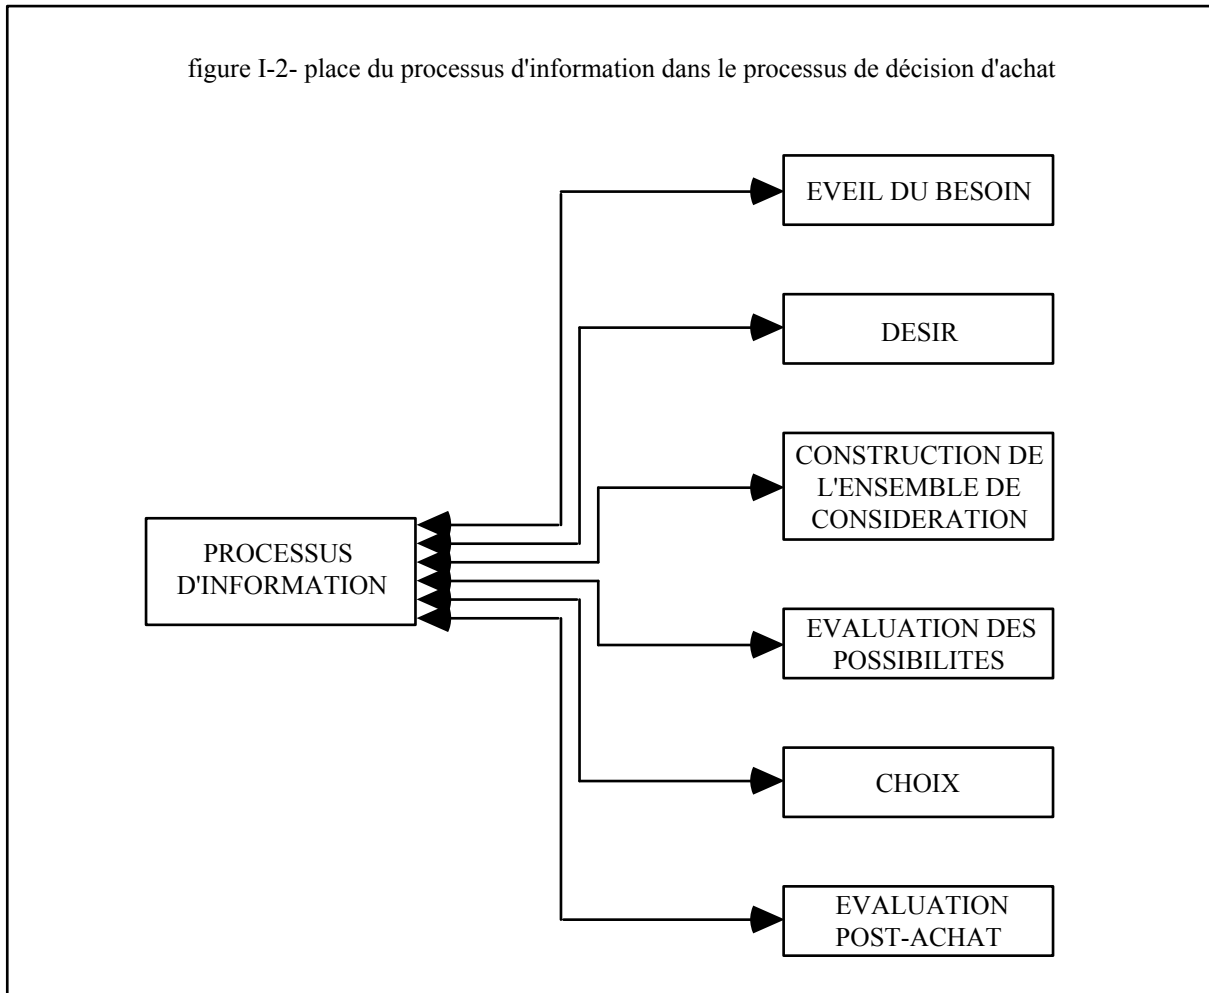 figure I-2- place du processus d'information dans le processus de décision d'achat
EVEIL DU BESOIN
DESIR
CONSTRUCTION DE
L'ENSEMBLE DE
CONSIDERATION
PROCESSUS
D'INFORMATION
EVALUATION DES
POSSIBILITES
CHOIX
EVALUATION
POST-ACHAT